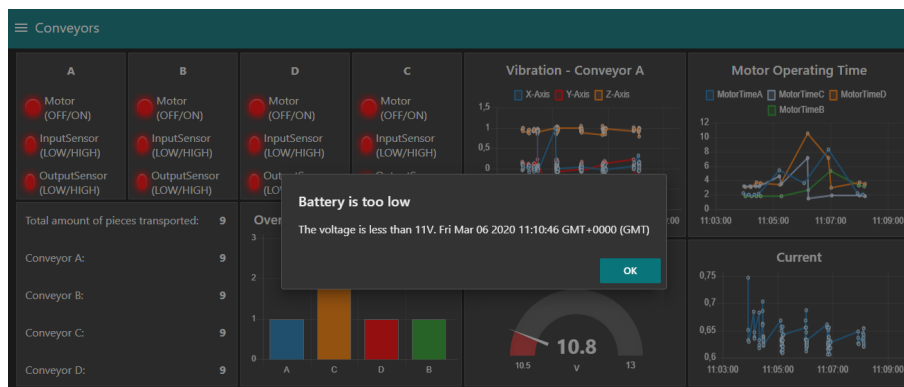 Conveyors
A
Motor
(OFF/ON)
InputSensor
(LOW/HIGH)
OutputSensor
(LOW/HIGH)
B
Motor
(OFF/ON)
InputSensor
(LOW/HIGH)
OutputSensor
(LOW/HIGH)
D
Motor
(OFF/ON)
InputSensor
(LOW/HIGH)
(LO
C
Motor
(OFF/ON)
InputSensor
(LOW/HIGH)
Vibration - Conveyor A
X-Axis Y-Axis Z-Axis
1,5
1
0,5
0
Motor Operating Time
MotorTimeA MotorTimeC MotorTimeD
MotorTimeB
12
10
8
6
4
2
0
11:03:00 11:05:00 11:07:00 11:09:00
Battery is too low
The voltage is less than 11V. Fri Mar 06 2020 11:10:46 GMT+0000 (GMT)
OK
Total amount of pieces transported: 9
Conveyor A: 9
Conveyor B: 9
Conveyor C: 9
Conveyor D: 9
Over
3
2
1
0
A C D B
10.8
10.5 V 13
Current
0,75
0,7
0,65
0,6
11:03:00 11:05:00 11:07:00 11:09:00